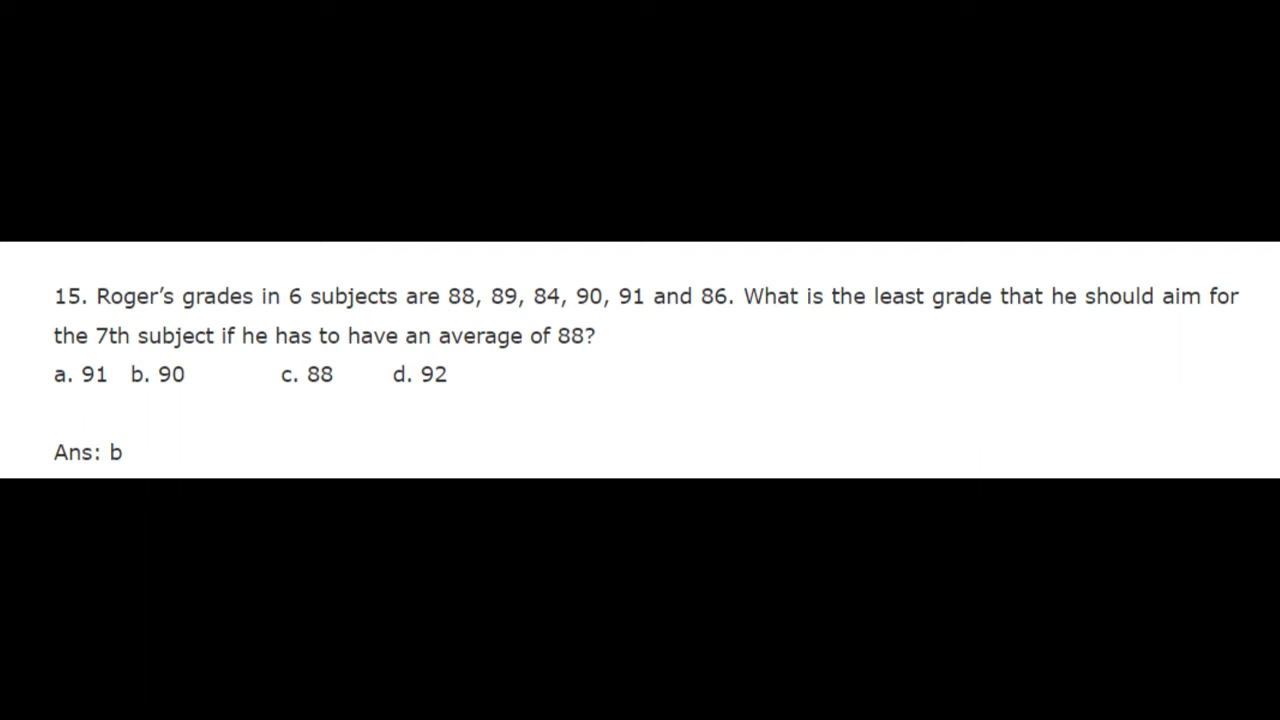 15. Roger’s grades in 6 subjects are 88, 89, 84, 90, 91 and 86. What is the least grade that he should aim for
the 7th subject if he has to have an average of 88?
a. 91 b. 90 c. 88 d. 92
Ans: b